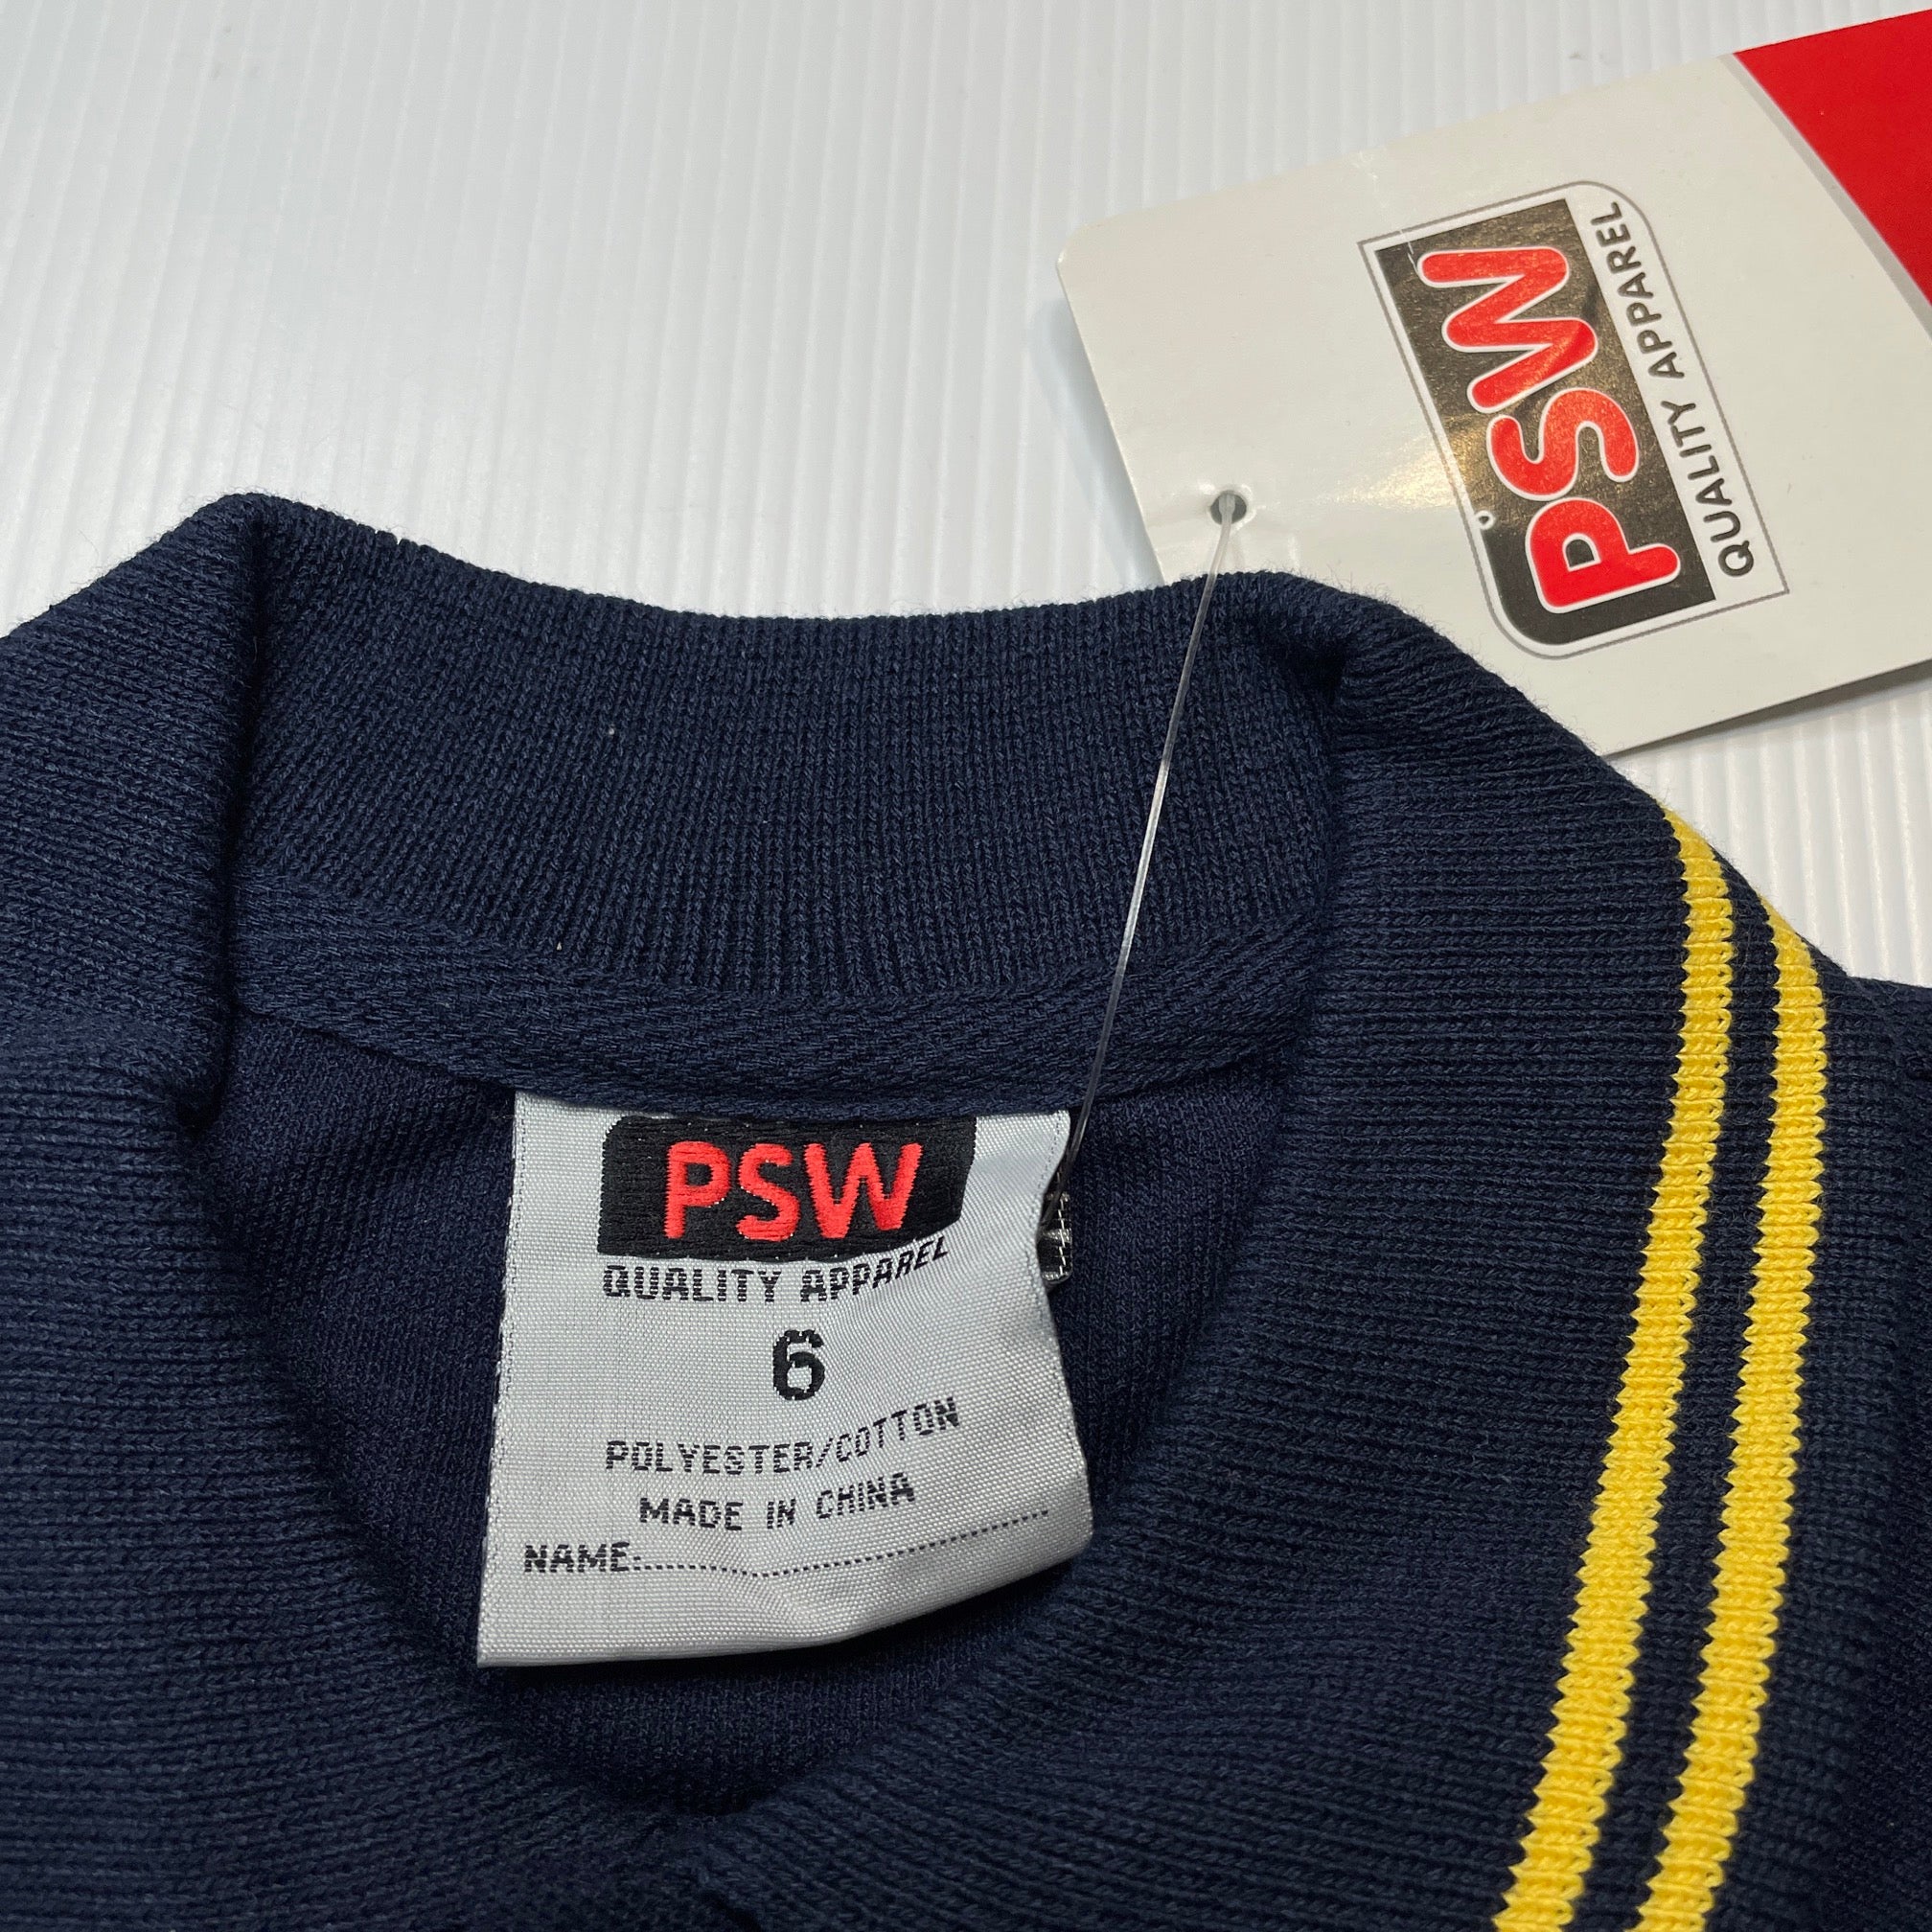 PSW
QUALITY APPAREL
PSW
QUALITY APPAREL
6
POLYESTER/COTTON
MADE IN CHINA
NAME: